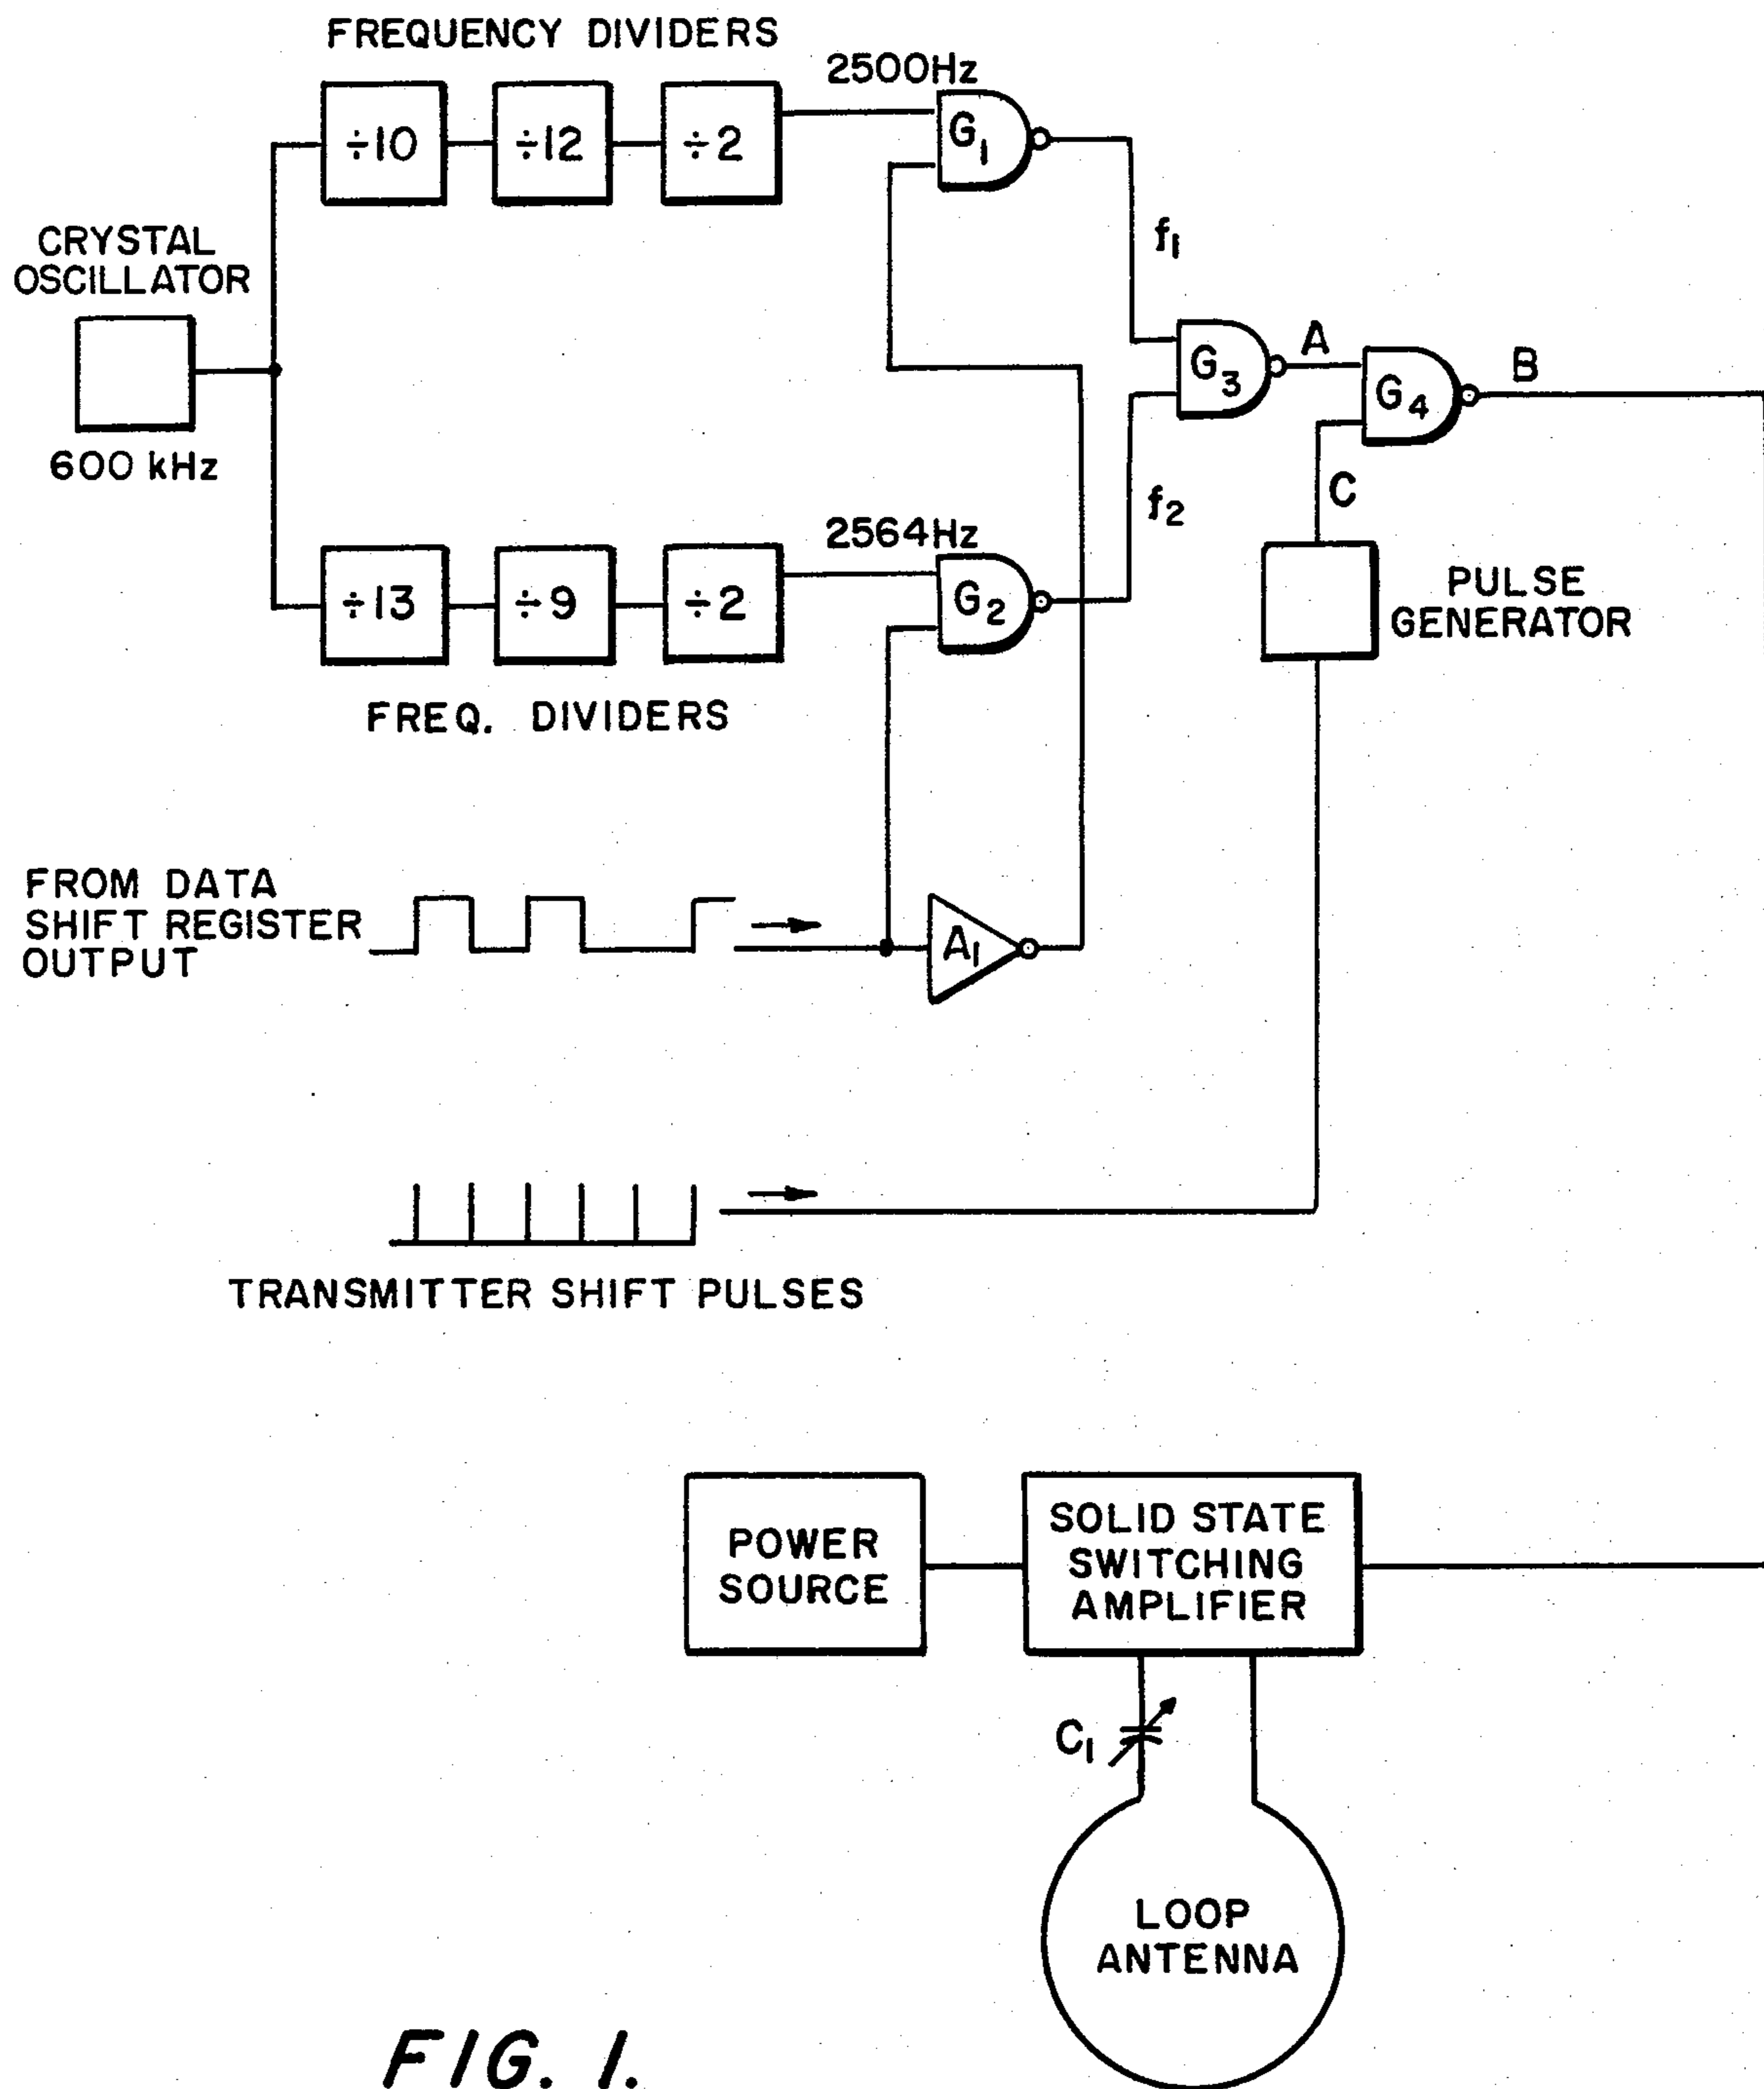 FREQUENCY DIVIDERS
÷10
÷12
÷2
2500Hz
G1
f1
CRYSTAL
OSCILLATOR
600 kHz
G3
A
G4
B
C
f2
÷13
÷9
÷2
2564Hz
G2
PULSE
GENERATOR
FREQ. DIVIDERS
FROM DATA
SHIFT REGISTER
OUTPUT
A1
TRANSMITTER SHIFT PULSES
POWER
SOURCE
SOLID STATE
SWITCHING
AMPLIFIER
C1
LOOP
ANTENNA
FIG. 1.